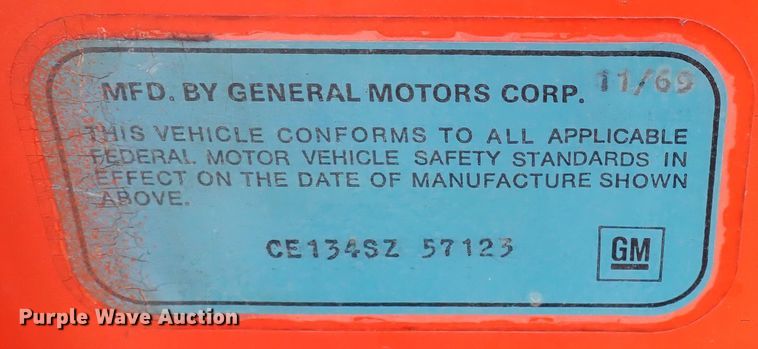 11/69
MFD. BY GENERAL MOTORS CORP.
THIS VEHICLE CONFORMS TO ALL APPLICABLE
FEDERAL MOTOR VEHICLE SAFETY STANDARDS IN
EFFECT ON THE DATE OF MANUFACTURE SHOWN
ABOVE.
CE134SZ 57123
GM
Purple Wave Auction